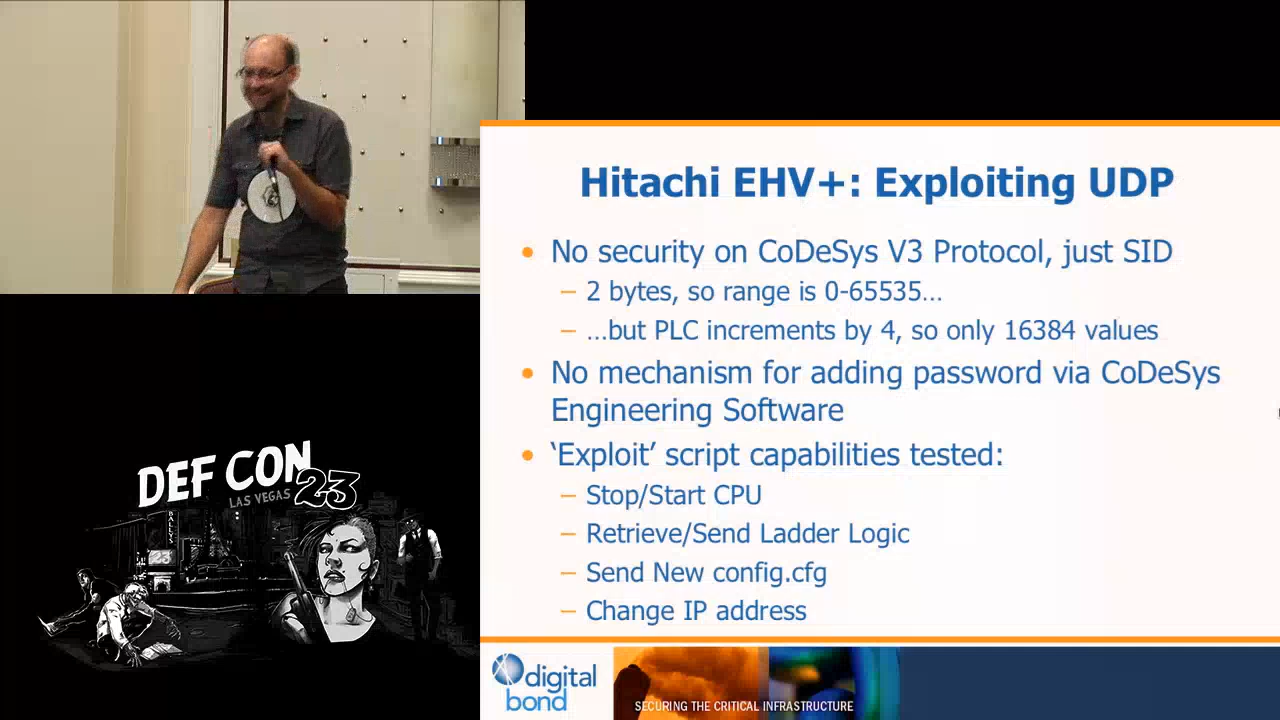 Hitachi EHV+: Exploiting UDP
• No security on CoDeSys V3 Protocol, just SID
– 2 bytes, so range is 0-65535…
– …but PLC increments by 4, so only 16384 values
• No mechanism for adding password via CoDeSys
Engineering Software
• ‘Exploit’ script capabilities tested:
– Stop/Start CPU
– Retrieve/Send Ladder Logic
– Send New config.cfg
– Change IP address
DEF CON
LAS VEGAS 23
BALLYS
digital
bond
SECURING THE CRITICAL INFRASTRUCTURE